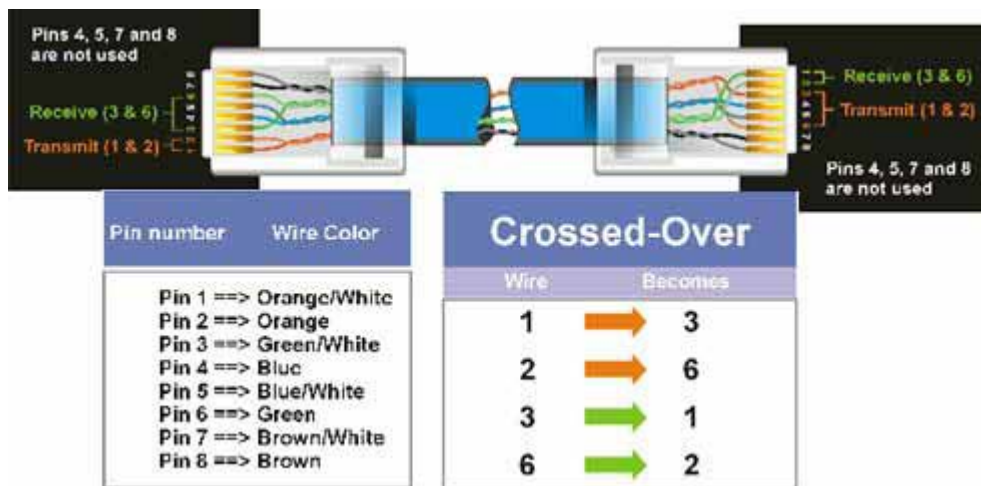 Pins 4, 5, 7 and 8
are not used
Receive (3 & 6)
Transmit (1 & 2)
Receive (3 & 6)
Transmit (1 & 2)
Pins 4, 5, 7 and 8
are not used
Pin number Wire Color
Pin 1 ==> Orange/White
Pin 2 ==> Orange
Pin 3 ==> Green/White
Pin 4 ==> Blue
Pin 5 ==> Blue/White
Pin 6 ==> Green
Pin 7 ==> Brown/White
Pin 8 ==> Brown
Crossed-Over
Wire Becomes
1 3
2 6
3 1
6 2